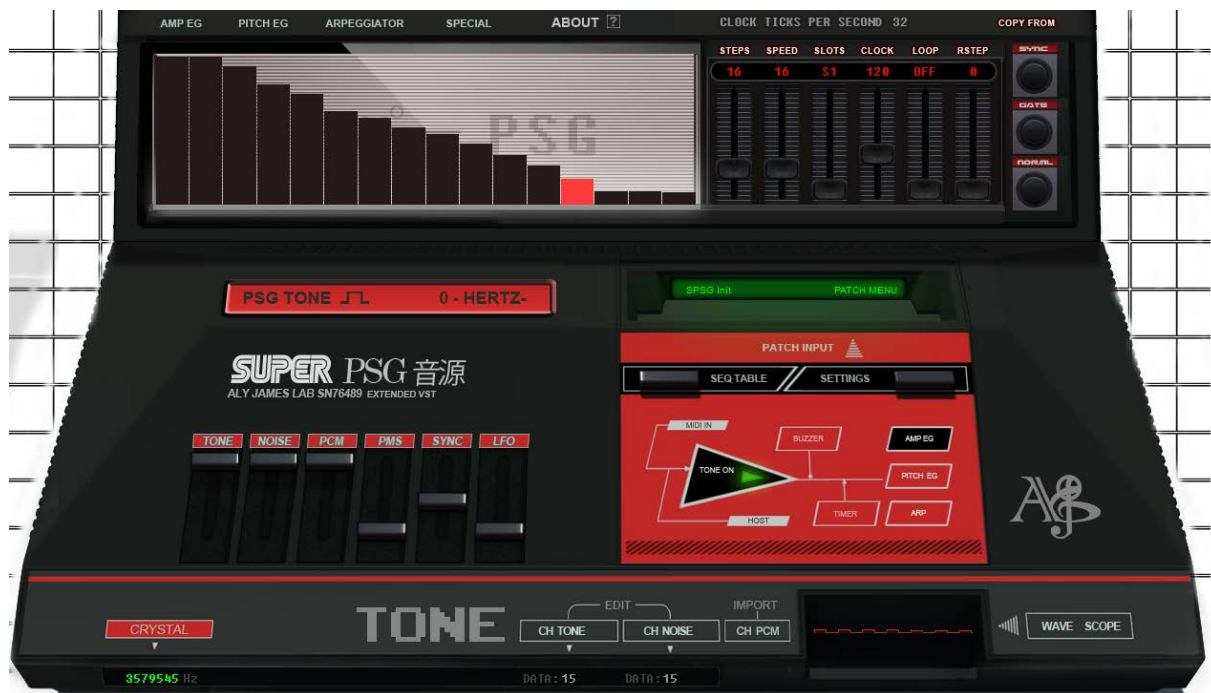 AMP EG PITCH EG ARPEGGIATOR SPECIAL ABOUT ? CLOCK TICKS PER SECOND 32 COPY FROM
STEPS SPEED SLOTS CLOCK LOOP RSTEP SYNC
16 16 S1 120 OFF 0
GATE
PSG
NORML
PSG TONE 0 - HERTZ-
SPSG Init PATCH MENU
PATCH INPUT
SUPER PSG 音源
ALY JAMES LAB SN76489 EXTENDED VST
SEQ TABLE SETTINGS
TONE NOISE PCM PMS SYNC LFO
MIDI IN
BUZZER
AMP EG
TONE ON
PITCH EG
HOST
TIMER
ARP
EDIT IMPORT
CRYSTAL TONE CH TONE CH NOISE CH PCM WAVE SCOPE
3579545 Hz DATA:15 DATA:15